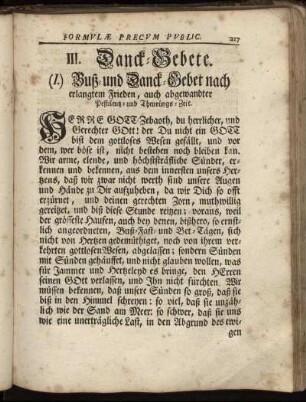 FORMULÆ PRECUM PUBLIC. 217
III. Danck-Gebete.
(I.) Buß- und Danck-Gebet nach
erlangtem Frieden, auch abgewandter
Pestilentz- und Theurungs-Zeit.
HERRE GOTT Zebaoth, du herrlicher, und
Gerechter GOtt! der Du nicht ein GOTT
bist dem gottloses Wesen gefällt, und vor
dem, wer böse ist, nicht bestehen noch bleiben kan.
Wir arme, elende, und höchststräffliche Sünder, er-
kennen und bekennen, aus dem innersten unsers Her-
tzens, daß wir zwar nicht werth sind unsere Augen
und Hände zu Dir aufzuheben, da wir Dich so offt
erzürnet, und deinen gerechten Zorn, muthwillig
gereitzet, und biß diese Stunde reitzen: voraus, weil
der grösseste Hauffen, auch bey denen, bißhero, so ernst-
lich angeordneten, Buß-Fast- und Bet-Tägen, sich
nicht von Hertzen gedemüthiget, noch von ihrem ver-
kehrten gottlosen Wesen, abgelassen: sondern Sünden
mit Sünden gehäuffet, und nicht glauben wollen, was
für Jammer und Hertzleyd es bringe, den HErren
seinen GOtt verlassen, und Ihn nicht fürchten. Wir
müssen bekennen, daß unsere Sünden so groß, daß sie
biß in den Himmel schreyen: so viel, daß sie unzäh-
lich wie der Sand am Meer: so schwer, daß sie uns
wie eine unerträgliche Last, in den Abgrund des ewi-
gen